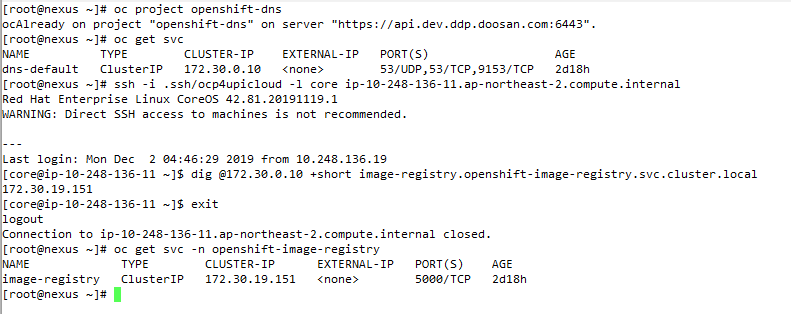 [root@nexus ~]# oc project openshift-dns
ocAlready on project "openshift-dns" on server "https://api.dev.ddp.doosan.com:6443".
[root@nexus ~]# oc get svc
NAME          TYPE        CLUSTER-IP    EXTERNAL-IP   PORT(S)                  AGE
dns-default   ClusterIP   172.30.0.10   <none>        53/UDP,53/TCP,9153/TCP   2d18h
[root@nexus ~]# ssh -i .ssh/ocp4upicloud -l core ip-10-248-136-11.ap-northeast-2.compute.internal
Red Hat Enterprise Linux CoreOS 42.81.20191119.1
WARNING: Direct SSH access to machines is not recommended.
---
Last login: Mon Dec  2 04:46:29 2019 from 10.248.136.19
[core@ip-10-248-136-11 ~]$ dig @172.30.0.10 +short image-registry.openshift-image-registry.svc.cluster.local
172.30.19.151
[core@ip-10-248-136-11 ~]$ exit
logout
Connection to ip-10-248-136-11.ap-northeast-2.compute.internal closed.
[root@nexus ~]# oc get svc -n openshift-image-registry
NAME             TYPE        CLUSTER-IP      EXTERNAL-IP   PORT(S)    AGE
image-registry   ClusterIP   172.30.19.151   <none>        5000/TCP   2d18h
[root@nexus ~]#